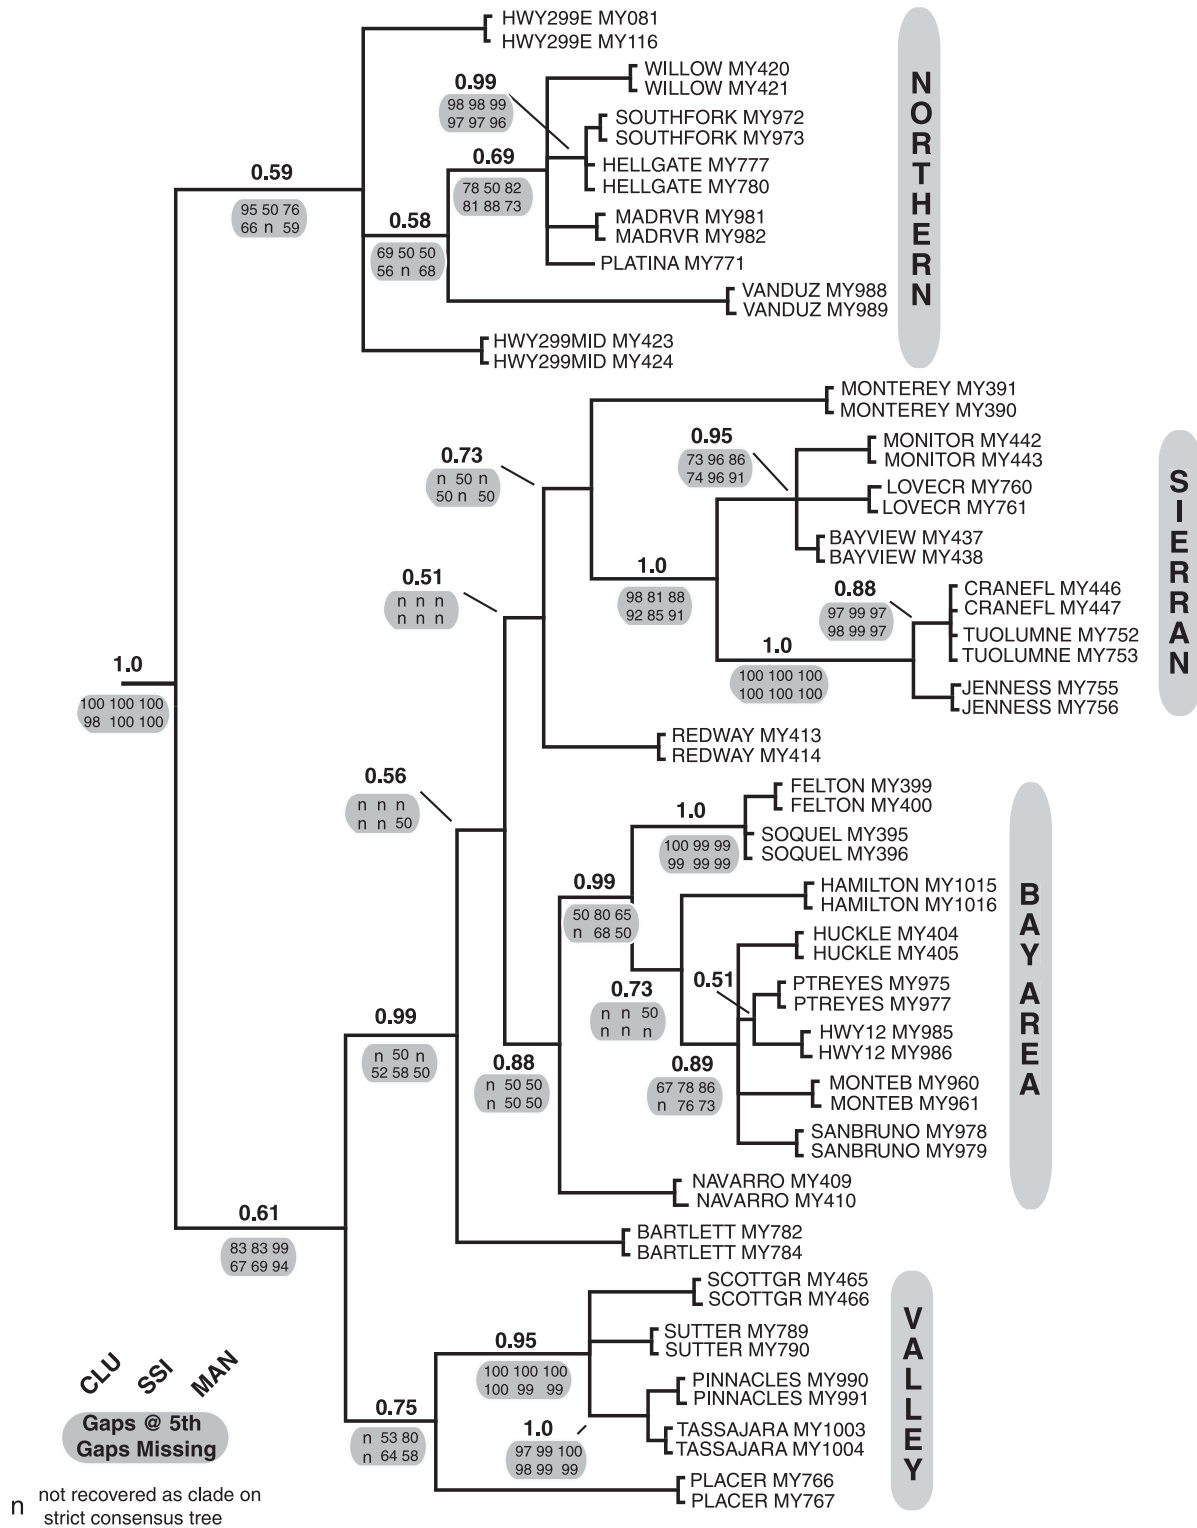 HWY299E MY081
HWY299E MY116
WILLOW MY420
WILLOW MY421
0.99
98 98 99
97 97 96
SOUTHFORK MY972
SOUTHFORK MY973
HELLGATE MY777
HELLGATE MY780
0.69
78 50 82
81 88 73
0.59
95 50 76
66 n 59
0.58
69 50 50
56 n 68
MADRVR MY981
MADRVR MY982
PLATINA MY771
VANDUZ MY988
VANDUZ MY989
HWY299MID MY423
HWY299MID MY424
NORTHERN
MONTEREY MY391
MONTEREY MY390
0.95
73 96 86
74 96 91
MONITOR MY442
MONITOR MY443
0.73
n 50 n
50 n 50
LOVECR MY760
LOVECR MY761
BAYVIEW MY437
BAYVIEW MY438
1.0
98 81 88
92 85 91
0.51
n n n
n n n
0.88
97 99 97
98 99 97
CRANEFL MY446
CRANEFL MY447
TUOLUMNE MY752
TUOLUMNE MY753
1.0
100 100 100
100 100 100
JENNESS MY755
JENNESS MY756
SIERRAN
1.0
100 100 100
98 100 100
REDWAY MY413
REDWAY MY414
0.56
n n n
n n 50
FELTON MY399
FELTON MY400
1.0
100 99 99
99 99 99
SOQUEL MY395
SOQUEL MY396
0.99
50 80 65
n 68 50
HAMILTON MY1015
HAMILTON MY1016
HUCKLE MY404
HUCKLE MY405
0.51
0.73
n n 50
n n n
PTREYES MY975
PTREYES MY977
HWY12 MY985
HWY12 MY986
0.99
n 50 n
52 58 50
0.88
n 50 50
n 50 50
0.89
67 78 86
n 76 73
MONTEB MY960
MONTEB MY961
SANBRUNO MY978
SANBRUNO MY979
NAVARRO MY409
NAVARRO MY410
BAY AREA
0.61
83 83 99
67 69 94
BARTLETT MY782
BARTLETT MY784
SCOTTGR MY465
SCOTTGR MY466
0.95
100 100 100
100 99 99
SUTTER MY789
SUTTER MY790
PINNACLES MY990
PINNACLES MY991
0.75
n 53 80
n 64 58
1.0
97 99 100
98 99 99
TASSAJARA MY1003
TASSAJARA MY1004
PLACER MY766
PLACER MY767
VALLEY
CLU SSI MAN
Gaps @ 5th
Gaps Missing
n not recovered as clade on
strict consensus tree